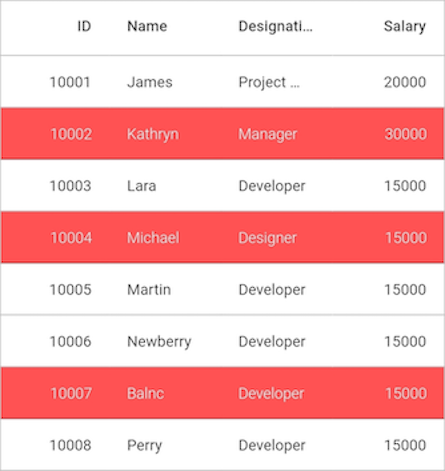 ID Name Designati... Salary
10001 James Project ... 20000
10002 Kathryn Manager 30000
10003 Lara Developer 15000
10004 Michael Designer 15000
10005 Martin Developer 15000
10006 Newberry Developer 15000
10007 Balnc Developer 15000
10008 Perry Developer 15000